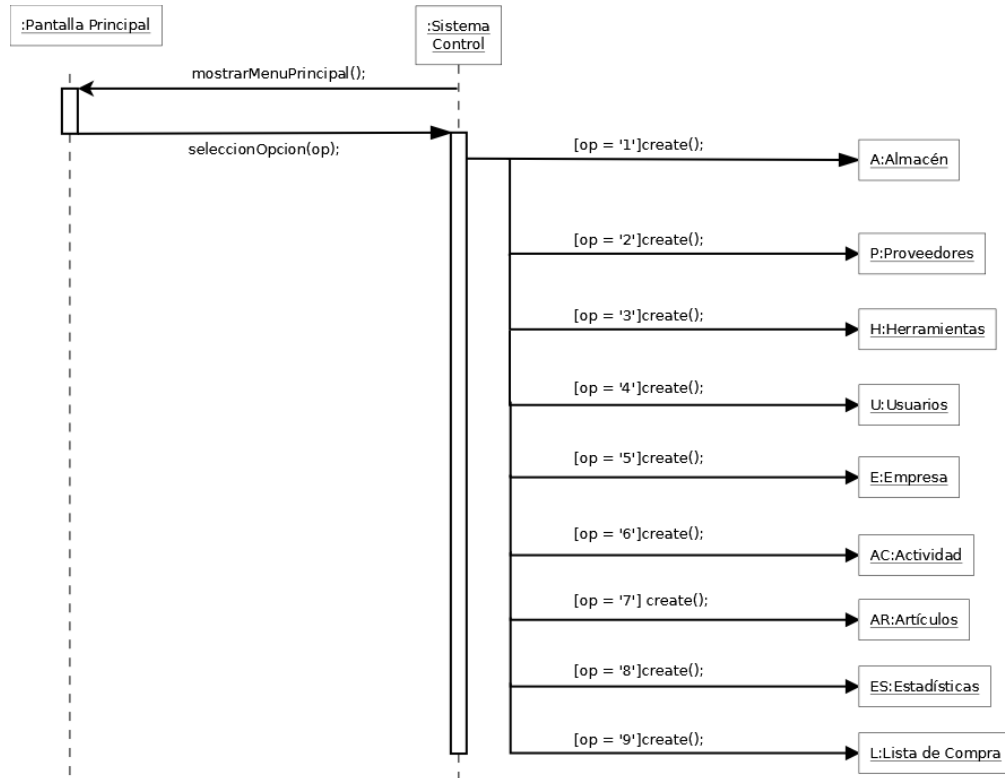 :Pantalla Principal
:Sistema
Control
mostrarMenuPrincipal();
seleccionOpcion(op);
[op = '1']create();
A:Almacén
[op = '2']create();
P:Proveedores
[op = '3']create();
H:Herramientas
[op = '4']create();
U:Usuarios
[op = '5']create();
E:Empresa
[op = '6']create();
AC:Actividad
[op = '7'] create();
AR:Artículos
[op = '8']create();
ES:Estadísticas
[op = '9']create();
L:Lista de Compra